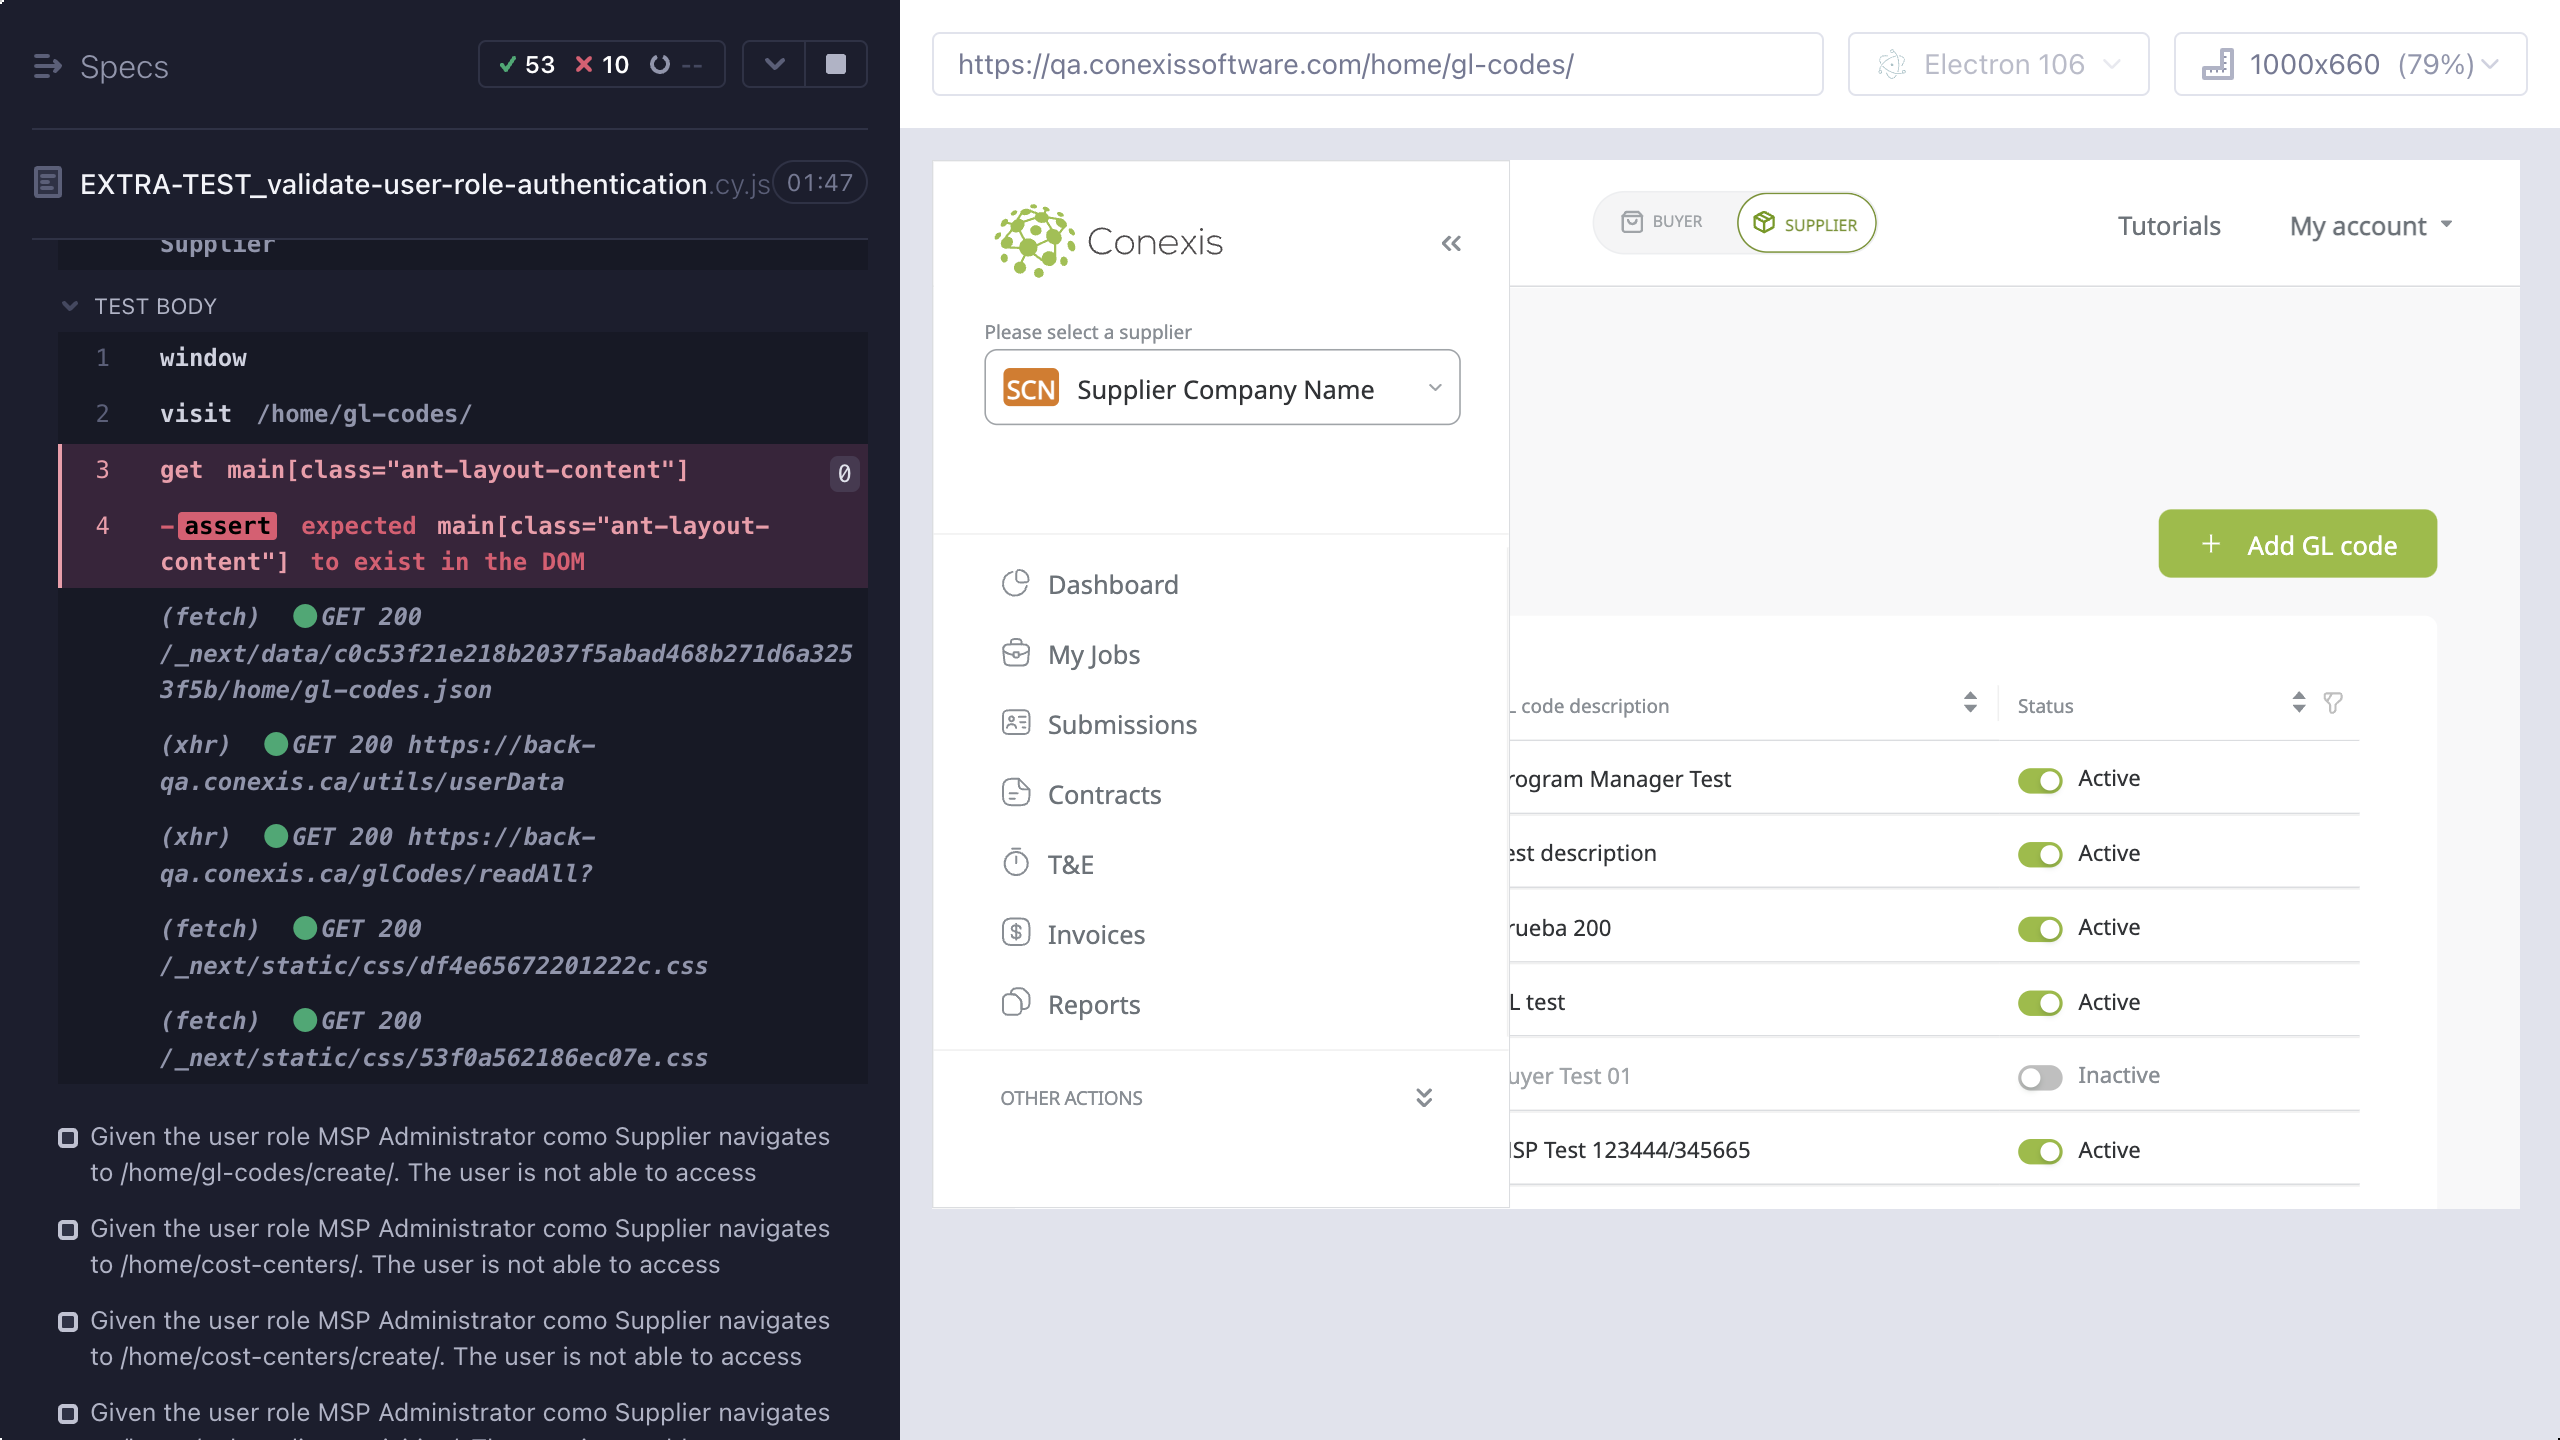 Specs
53 10 --
EXTRA-TEST_validate-user-role-authentication.cy.js 01:47
Supplier
TEST BODY
1 window
2 visit /home/gl-codes/
3 get main[class="ant-layout-content"] 0
4 -assert expected main[class="ant-layout-
content"] to exist in the DOM
(fetch) GET 200
/_next/data/c0c53f21e218b2037f5abad468b271d6a325
3f5b/home/gl-codes.json
(xhr) GET 200 https://back-
qa.conexis.ca/utils/userData
(xhr) GET 200 https://back-
qa.conexis.ca/glCodes/readAll?
(fetch) GET 200
/_next/static/css/df4e65672201222c.css
(fetch) GET 200
/_next/static/css/53f0a562186ec07e.css
Given the user role MSP Administrator como Supplier navigates
to /home/gl-codes/create/. The user is not able to access
Given the user role MSP Administrator como Supplier navigates
to /home/cost-centers/. The user is not able to access
Given the user role MSP Administrator como Supplier navigates
to /home/cost-centers/create/. The user is not able to access
Given the user role MSP Administrator como Supplier navigates
https://qa.conexissoftware.com/home/gl-codes/
Electron 106
1000x660 (79%)
Conexis
BUYER
SUPPLIER
Tutorials
My account
Please select a supplier
SCN Supplier Company Name
Dashboard
My Jobs
Submissions
Contracts
T&E
Invoices
Reports
OTHER ACTIONS
+ Add GL code
L code description
Status
rogram Manager Test
Active
est description
Active
rueba 200
Active
L test
Active
uyer Test 01
Inactive
SP Test 123444/345665
Active